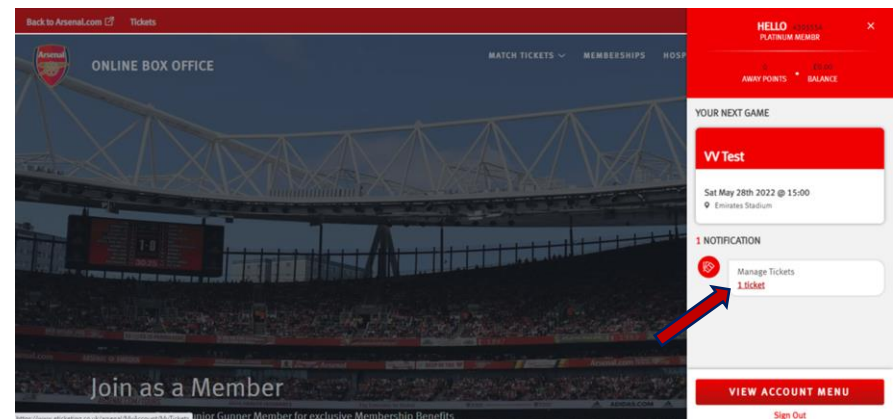 Back to Arsenal.com Tickets
Arsenal
ONLINE BOX OFFICE
MATCH TICKETS MEMBERSHIPS HOSP
1-0
Join as a Member
unior Gunner Member for exclusive Membership Benefits
HELLO
PLATINUM MEMBR
AWAY POINTS • BALANCE
YOUR NEXT GAME
VV Test
Sat May 28th 2022 @ 15:00
Emirates Stadium
1 NOTIFICATION
Manage Tickets
1 ticket
VIEW ACCOUNT MENU
Sign Out